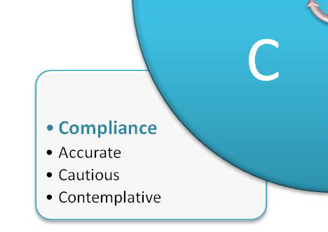 C
• Compliance
• Accurate
• Cautious
• Contemplative